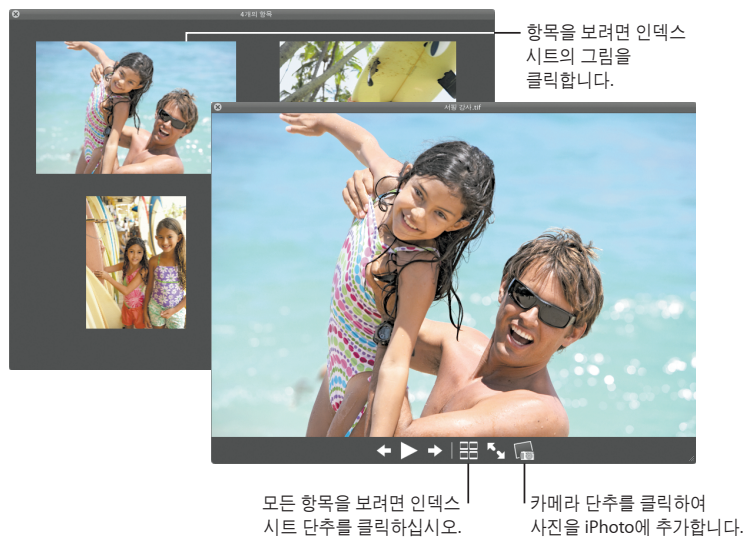 4개의 항목
항목을 보려면 인덱스
시트의 그림을
클릭합니다.
서핑 강사.tif
모든 항목을 보려면 인덱스
시트 단추를 클릭하십시오.
카메라 단추를 클릭하여
사진을 iPhoto에 추가합니다.